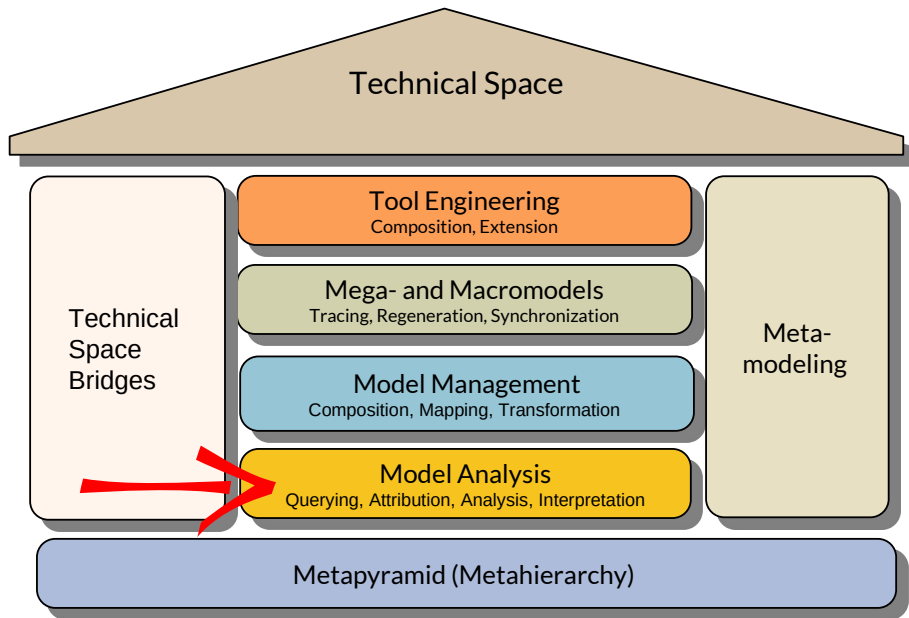 Technical Space
Technical
Space
Bridges
Tool Engineering
Composition, Extension
Mega- and Macromodels
Tracing, Regeneration, Synchronization
Model Management
Composition, Mapping, Transformation
Model Analysis
Querying, Attribution, Analysis, Interpretation
Meta-
modeling
Metapyramid (Metahierarchy)